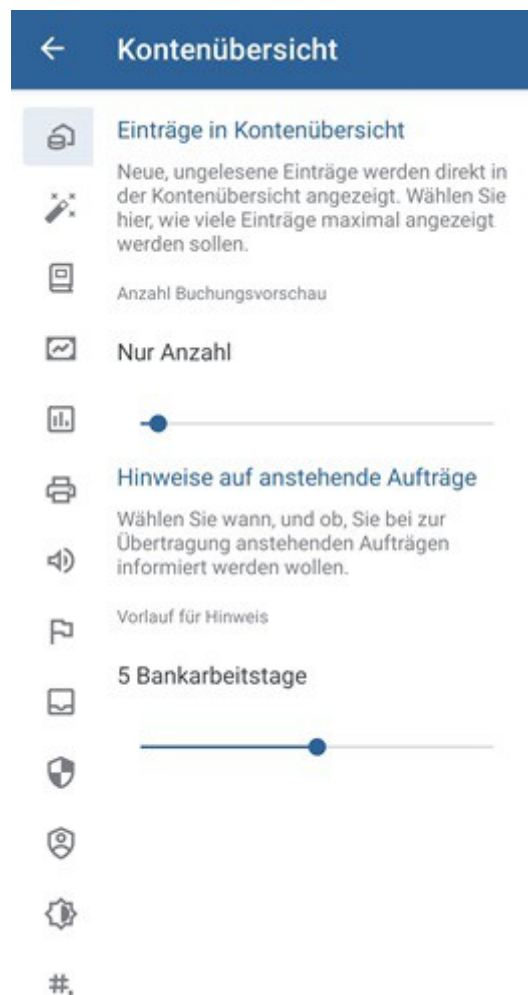 Kontenübersicht
Einträge in Kontenübersicht
Neue, ungelesene Einträge werden direkt in
der Kontenübersicht angezeigt. Wählen Sie
hier, wie viele Einträge maximal angezeigt
werden sollen.
Anzahl Buchungsvorschau
Nur Anzahl
Hinweise auf anstehende Aufträge
Wählen Sie wann, und ob, Sie bei zur
Übertragung anstehenden Aufträgen
informiert werden wollen.
Vorlauf für Hinweis
5 Bankarbeitstage